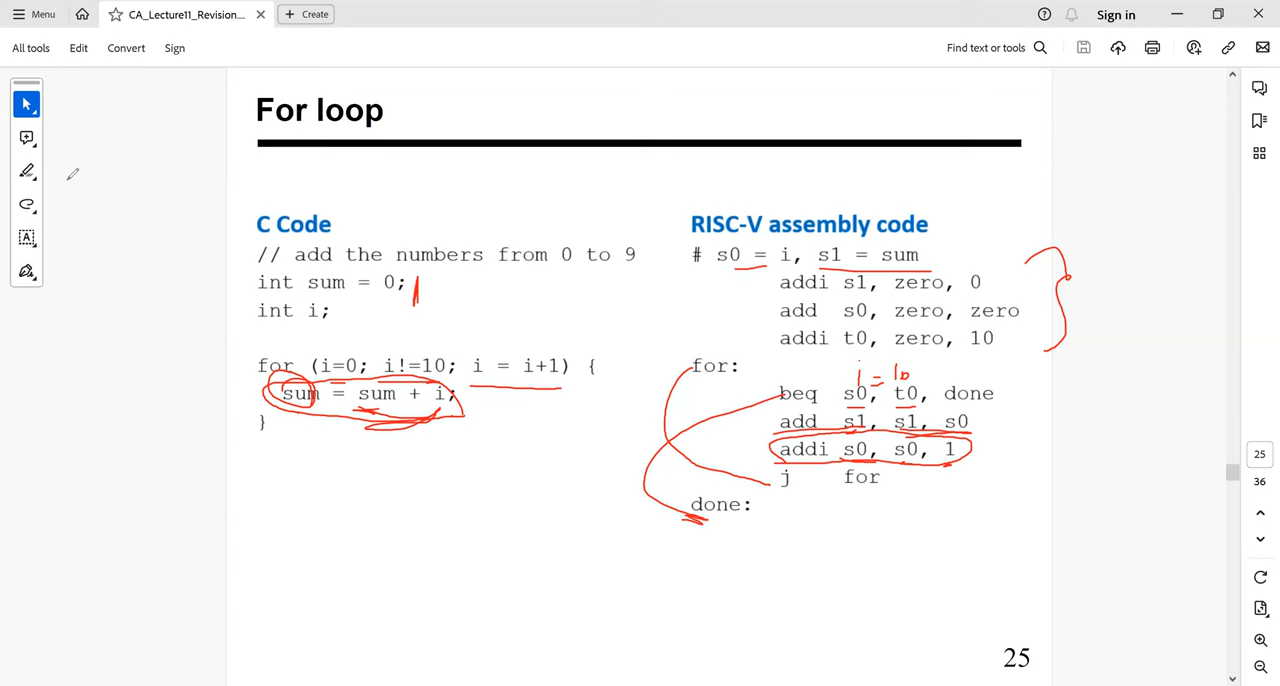 Menu CA_Lecture11_Revision... Create Sign in
All tools Edit Convert Sign Find text or tools
For loop
C Code
// add the numbers from 0 to 9
int sum = 0;
int i;
for (i=0; i!=10; i = i+1) {
sum = sum + i;
}
RISC-V assembly code
# s0 = i, s1 = sum
addi s1, zero, 0
add s0, zero, zero
addi t0, zero, 10
for:
i = 10
beq s0, t0, done
add s1, s1, s0
addi s0, s0, 1
j for
done:
25
25
36